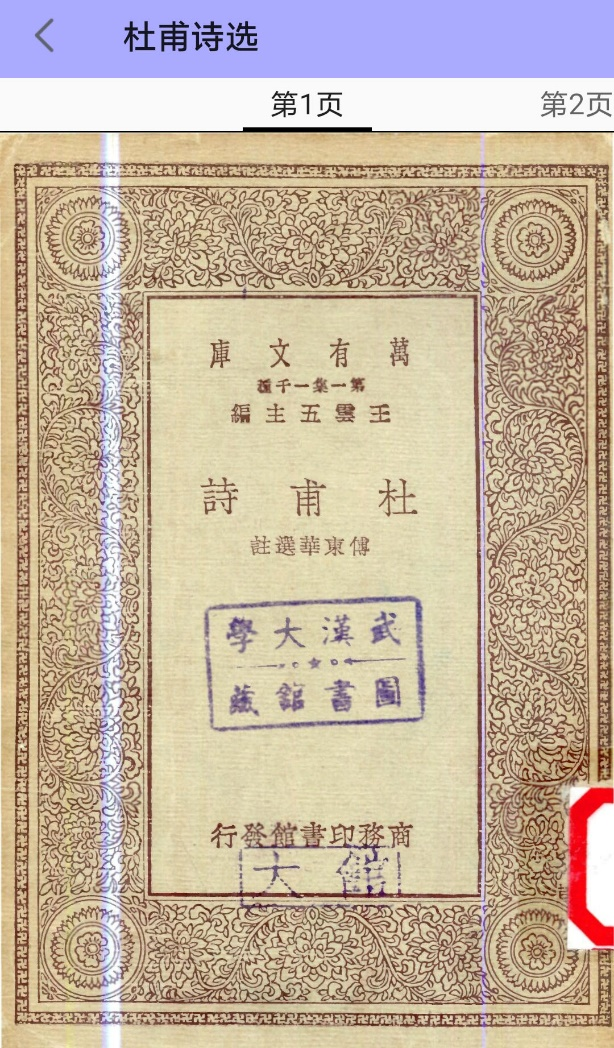 杜甫诗选
第1页 第2页
萬有文庫
第一集一千種
王雲五主編
杜甫詩
傅東華選註
武漢大學
圖書館藏
商務印書館發行
大館